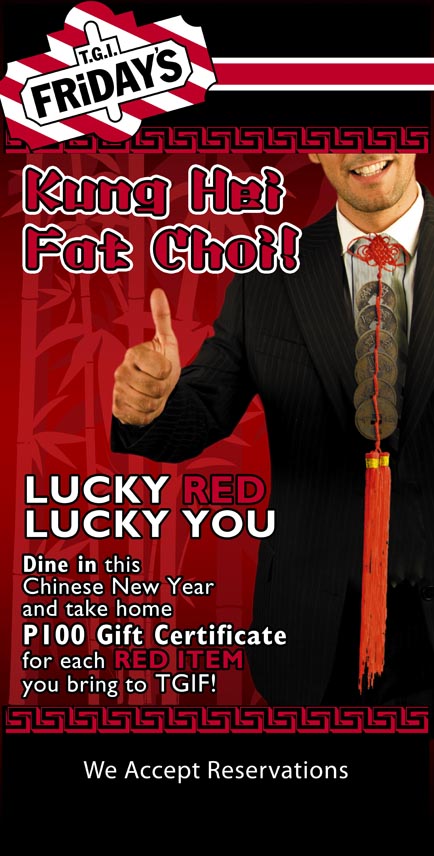 T.G.I.
FRiDAY'S
Kung Hei
Fat Choi!
LUCKY RED
LUCKY YOU
Dine in this
Chinese New Year
and take home
P100 Gift Certificate
for each RED ITEM
you bring to TGIF!
We Accept Reservations